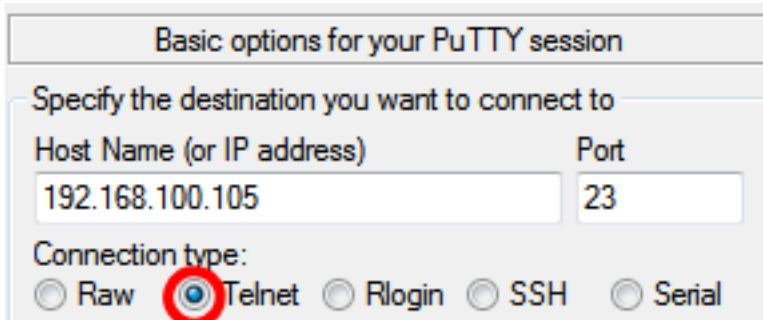 Basic options for your PuTTY session
Specify the destination you want to connect to
Host Name (or IP address) Port
192.168.100.105 23
Connection type:
Raw Telnet Rlogin SSH Serial